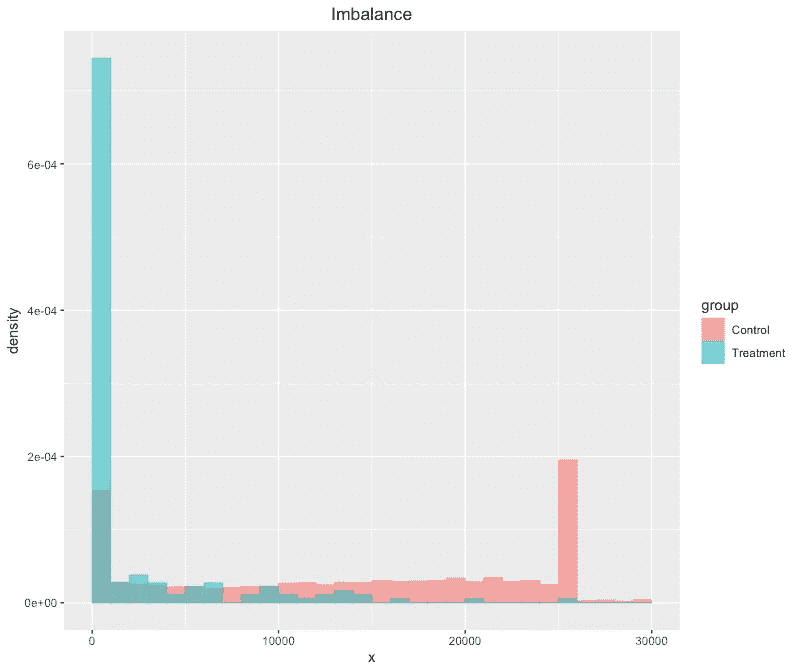 Imbalance
6e-04
4e-04
2e-04
0e+00
density
0
10000
20000
30000
x
group
Control
Treatment